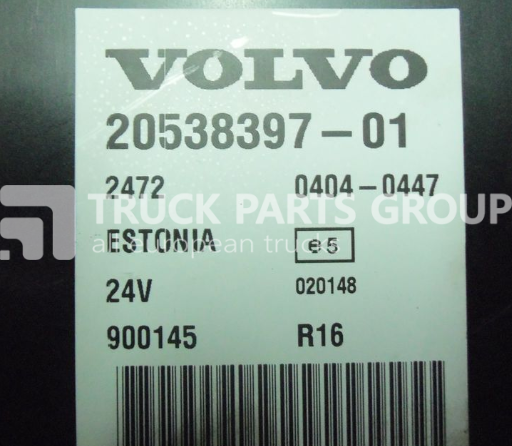 VOLVO
20538397-01
2472 0404-0447
TRUCK PARTS GROUP
all european trucks
ESTONIA e5
24V 020148
900145 R16